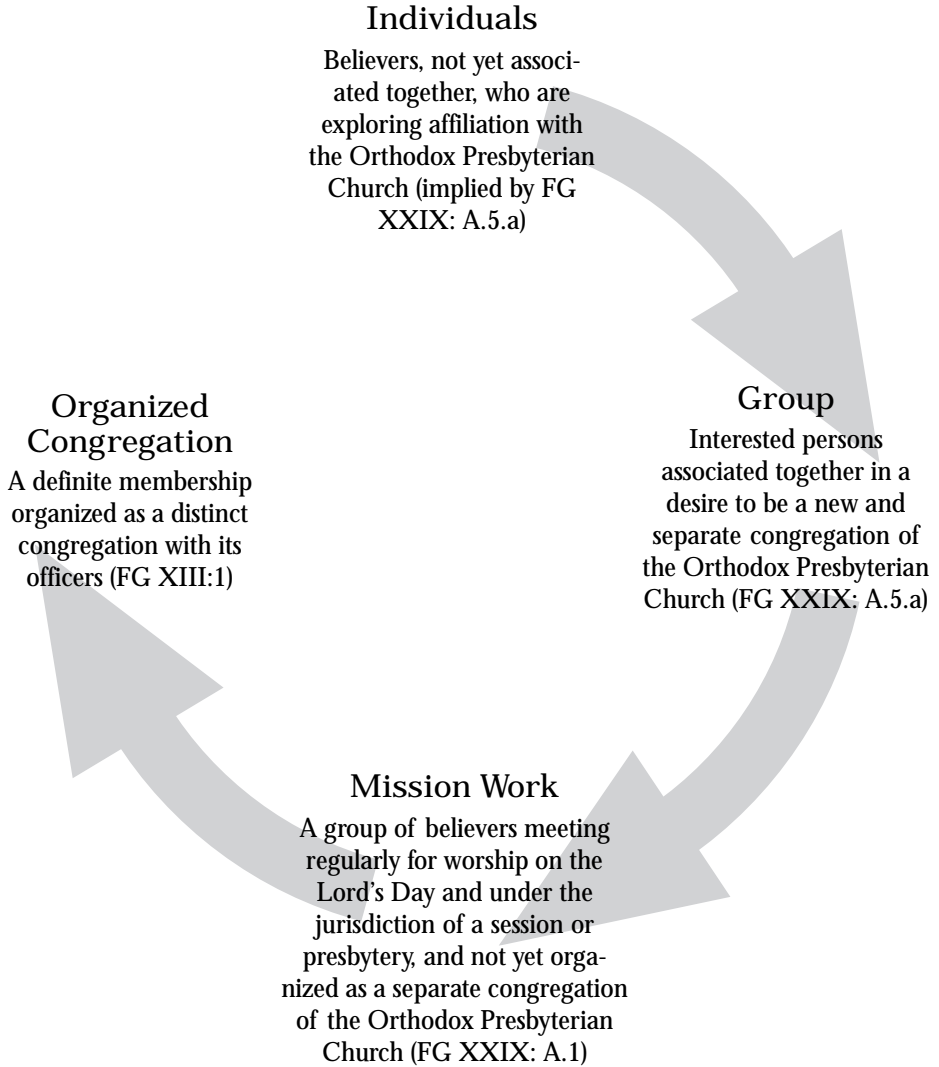 Individuals
Believers, not yet associ-
ated together, who are
exploring affiliation with
the Orthodox Presbyterian
Church (implied by FG
XXIX: A.5.a)
Group
Interested persons
associated together in a
desire to be a new and
separate congregation of
the Orthodox Presbyterian
Church (FG XXIX: A.5.a)
Mission Work
A group of believers meeting
regularly for worship on the
Lord's Day and under the
jurisdiction of a session or
presbytery, and not yet orga-
nized as a separate congregation
of the Orthodox Presbyterian
Church (FG XXIX: A.1)
Organized
Congregation
A definite membership
organized as a distinct
congregation with its
officers (FG XIII:1)